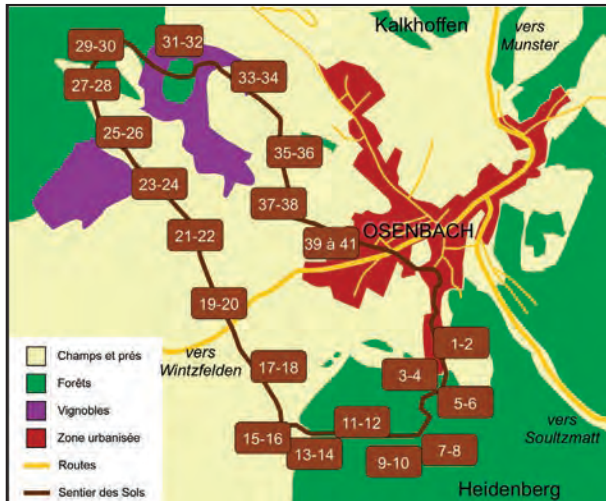 Kalkhoffen
vers
Munster
29-30
31-32
27-28
33-34
25-26
35-36
23-24
37-38
21-22
OSENBACH
39 à 41
19-20
1-2
vers
Wintzfelden
17-18
3-4
5-6
11-12
15-16
13-14
9-10
7-8
vers
Soultzmatt
Heidenberg
Champs et prés
Forêts
Vignobles
Zone urbanisée
Routes
Sentier des Sols